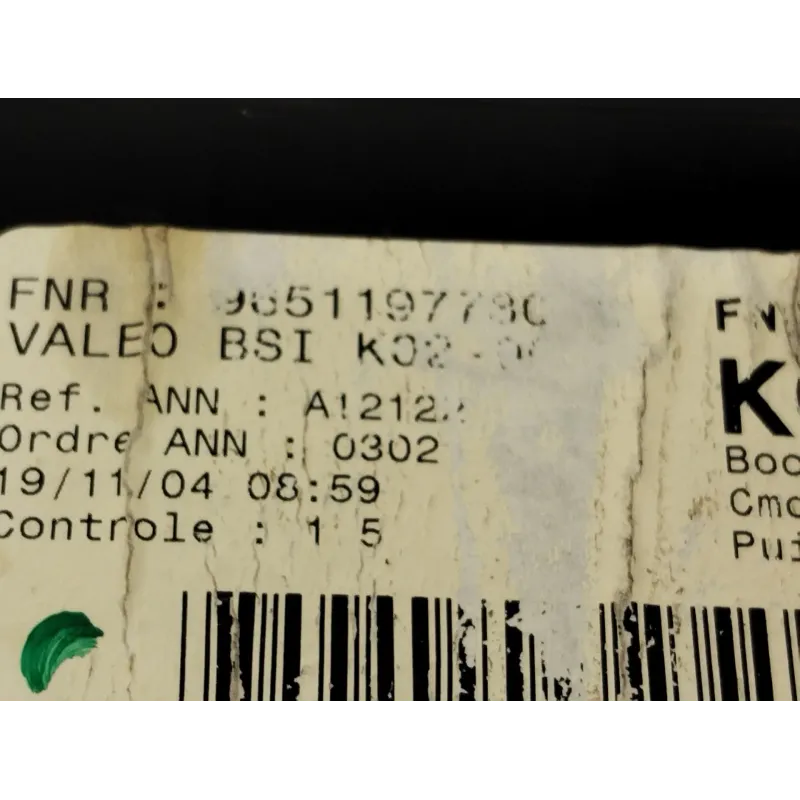 FNR : 9651197780
VALEO BSI
Ref. ANN :
Ordre ANN : 0302
19/11/04 08:59
Controle : 1 5
FN
K
Boc
Cmc
Pui